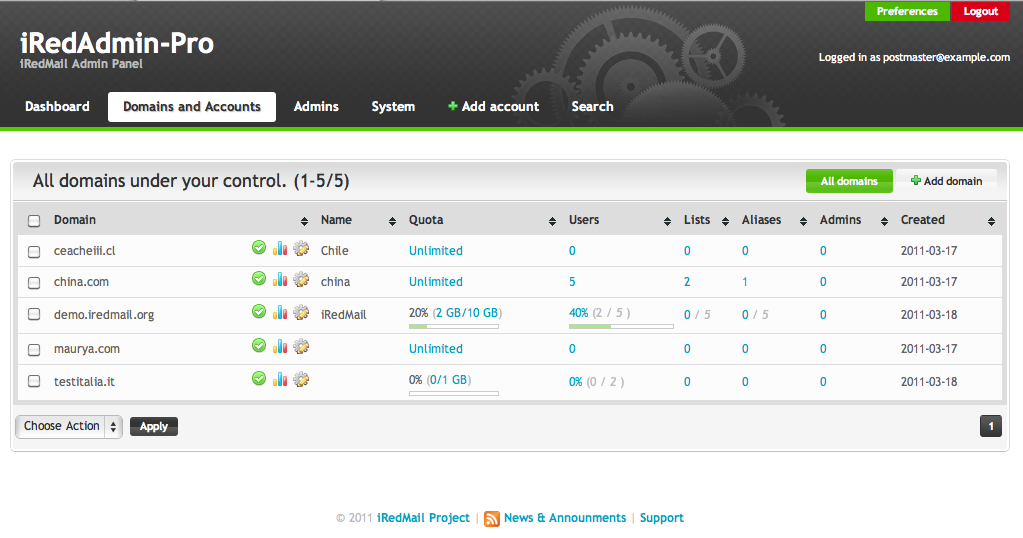 Preferences Logout
iRedAdmin-Pro
iRedMail Admin Panel
Logged in as postmaster@example.com
Dashboard Domains and Accounts Admins System Add account Search
All domains under your control. (1-5/5) All domains Add domain
Domain Name Quota Users Lists Aliases Admins Created
ceacheiii.cl Chile Unlimited 0 0 0 0 2011-03-17
china.com china Unlimited 5 2 1 0 2011-03-17
demo.iredmail.org iRedMail 20% (2 GB/10 GB) 40% (2 / 5 ) 0 / 5 0 / 5 0 2011-03-18
maurya.com Unlimited 0 0 0 0 2011-03-17
testitalia.it 0% (0/1 GB) 0% (0 / 2 ) 0 0 0 2011-03-18
Choose Action Apply 1
© 2011 iRedMail Project | News & Announments | Support